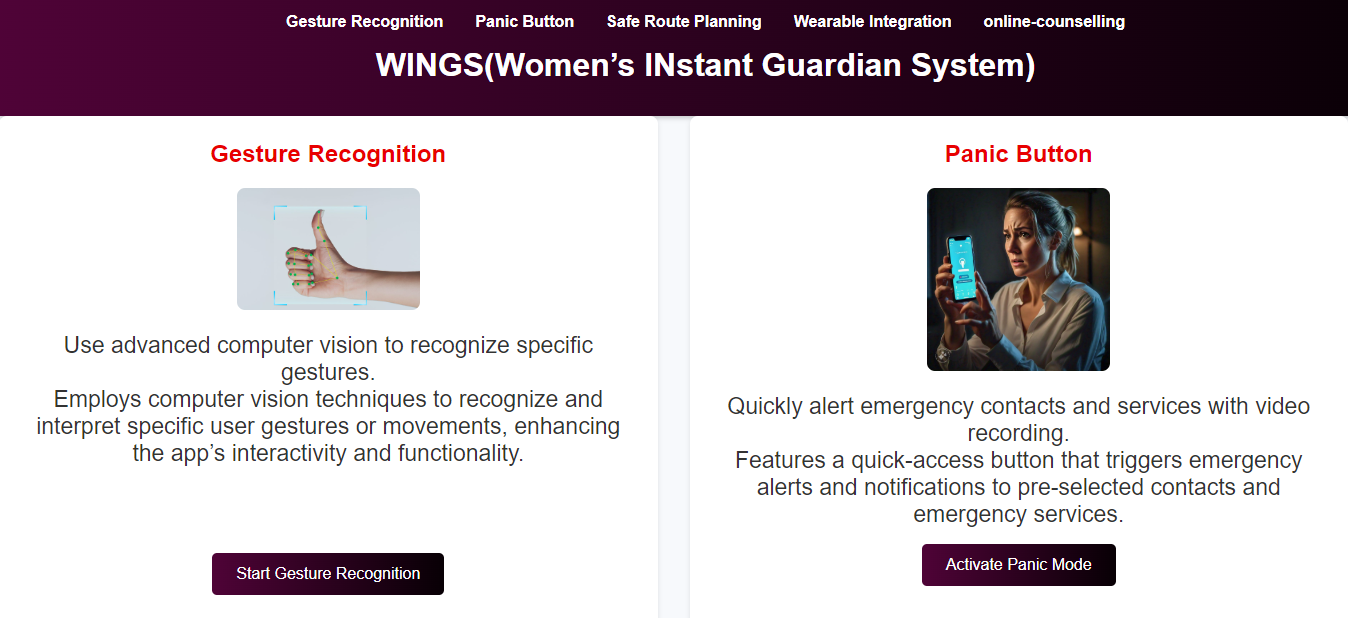 Gesture Recognition Panic Button Safe Route Planning Wearable Integration online-counselling
WINGS(Women’s INstant Guardian System)
Gesture Recognition
Use advanced computer vision to recognize specific
gestures.
Employs computer vision techniques to recognize and
interpret specific user gestures or movements, enhancing
the app’s interactivity and functionality.
Start Gesture Recognition
Panic Button
Quickly alert emergency contacts and services with video
recording.
Features a quick-access button that triggers emergency
alerts and notifications to pre-selected contacts and
emergency services.
Activate Panic Mode